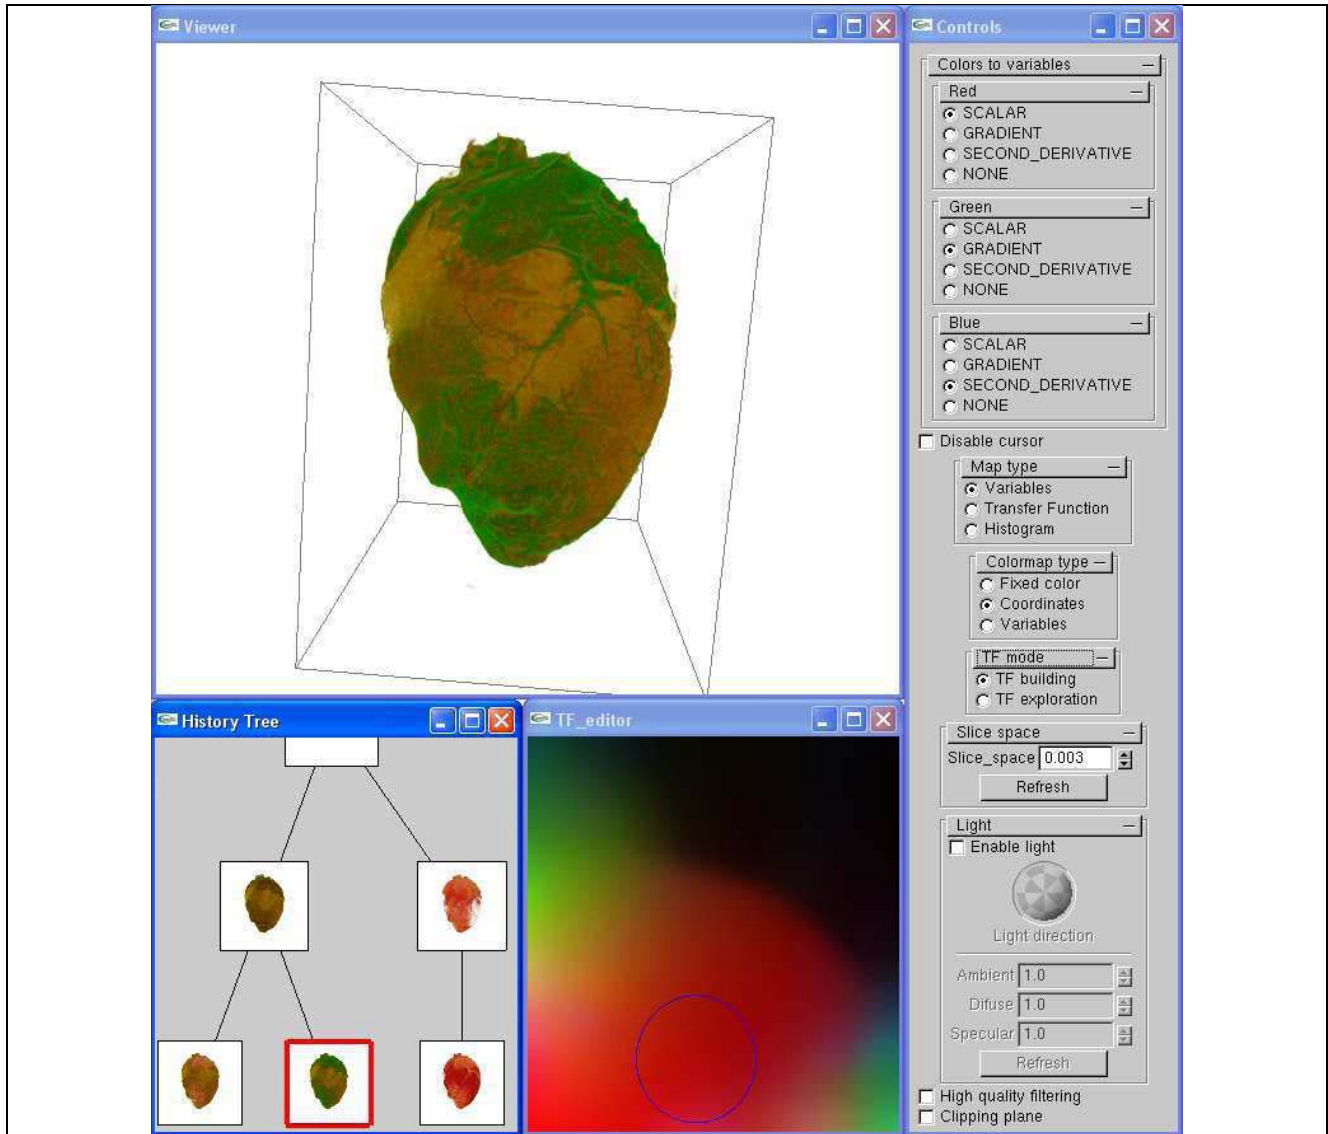 Viewer
Controls
Colors to variables
Red
SCALAR
GRADIENT
SECOND_DERIVATIVE
NONE
Green
SCALAR
GRADIENT
SECOND_DERIVATIVE
NONE
Blue
SCALAR
GRADIENT
SECOND_DERIVATIVE
NONE
Disable cursor
Map type
Variables
Transfer Function
Histogram
Colormap type
Fixed color
Coordinates
Variables
TF mode
TF building
TF exploration
History Tree
TF_editor
Slice space
Slice_space 0.003
Refresh
Light
Enable light
Light direction
Ambient 1.0
Difuse 1.0
Specular 1.0
Refresh
High quality filtering
Clipping plane